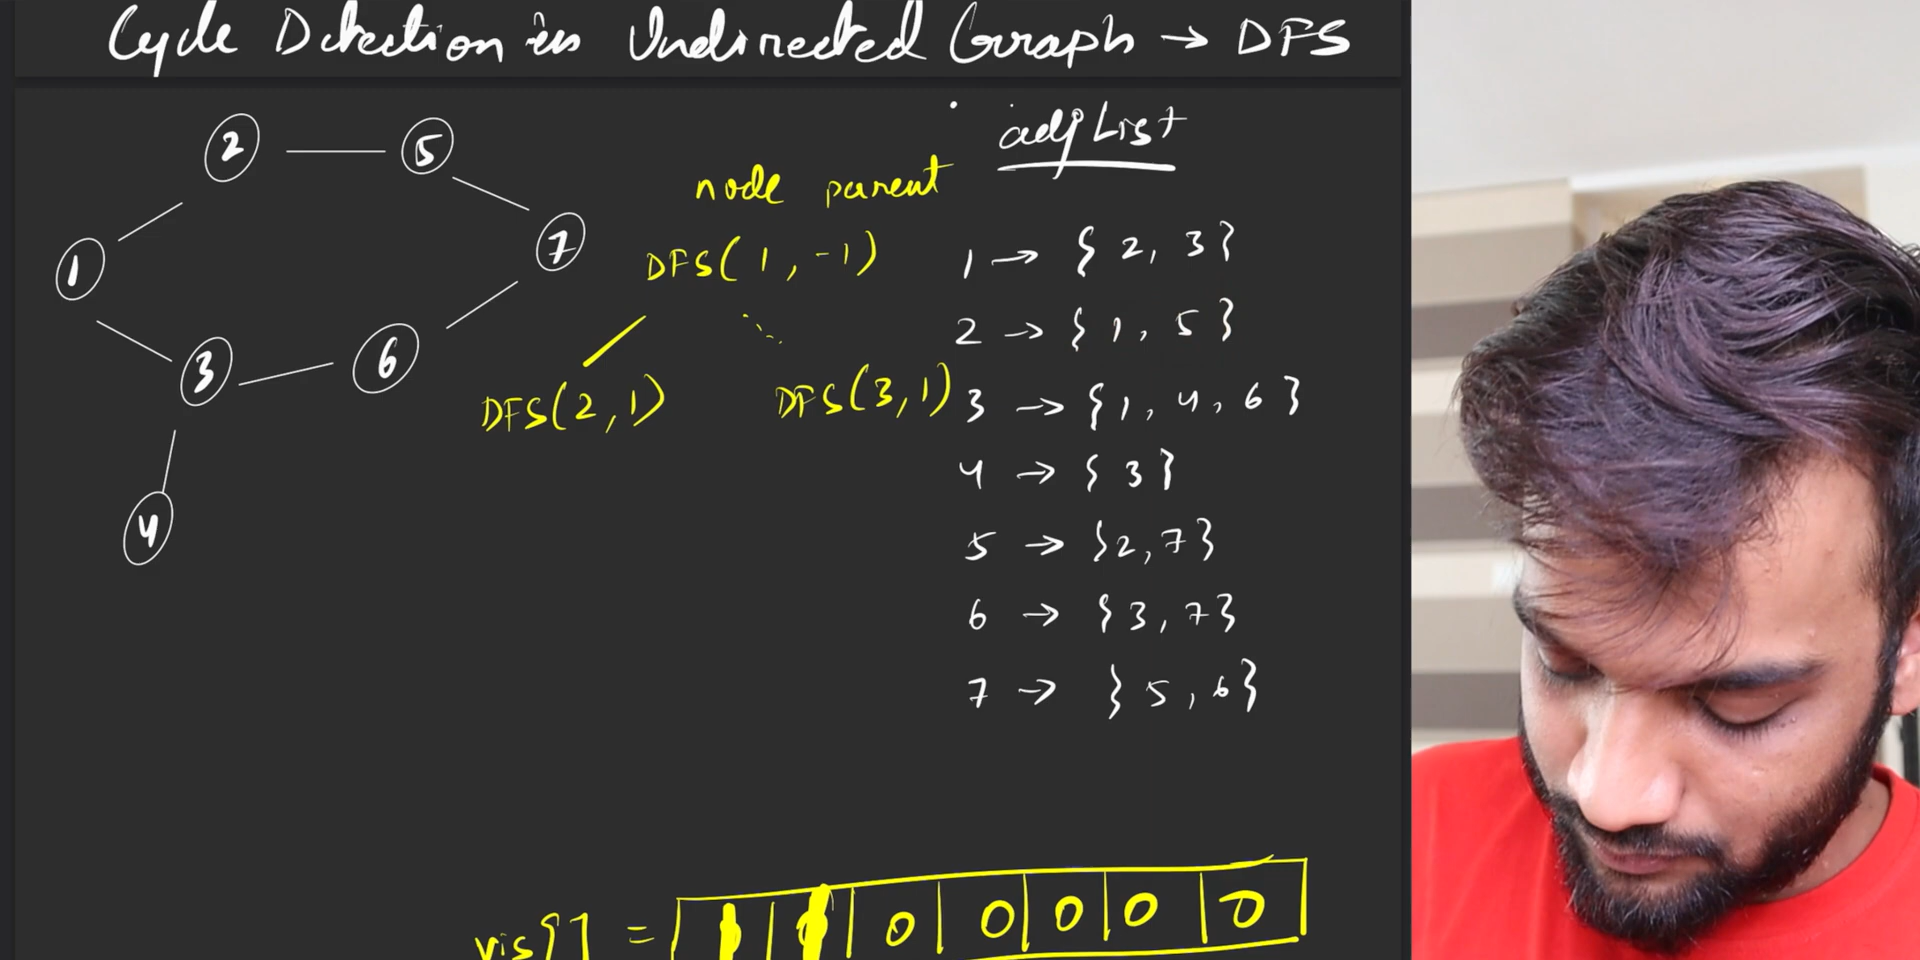 Cycle Detection in Undirected Graph → DFS
2 5
1 7
3 6
4
node parent
DFS(1, -1)
DFS(2, 1) DFS(3, 1)
adj List
1 → { 2, 3 }
2 → { 1, 5 }
3 → { 1, 4, 6 }
4 → { 3 }
5 → { 2, 7 }
6 → { 3, 7 }
7 → } 5, 6 }
vis[] = | 1 | 1 | 0 | 0 | 0 | 0 | 0 |